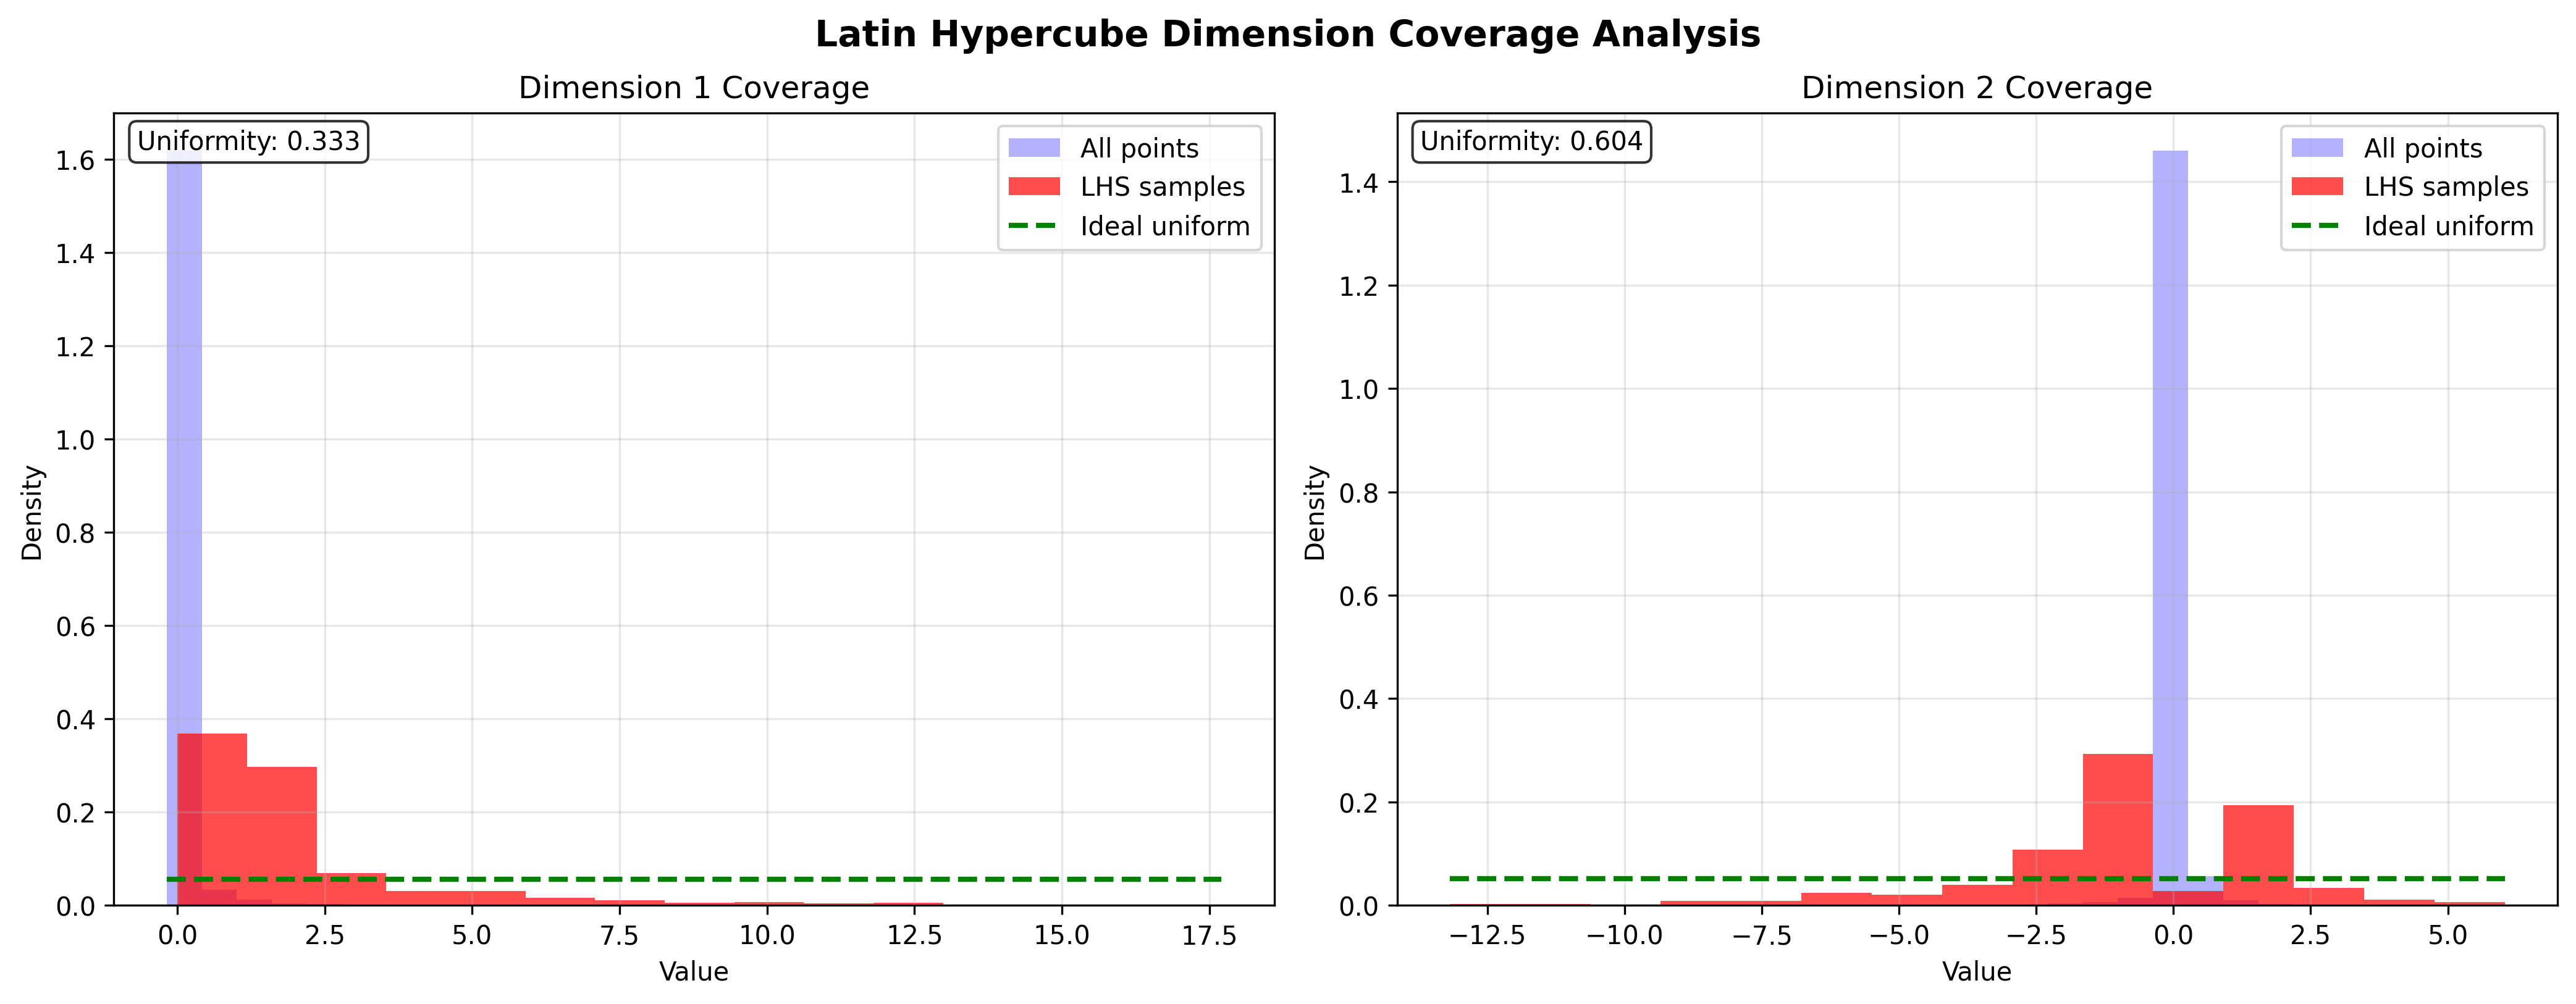 Latin Hypercube Dimension Coverage Analysis
Dimension 1 Coverage
Uniformity: 0.333
All points
LHS samples
Ideal uniform
1.6
1.4
1.2
1.0
0.8
0.6
0.4
0.2
0.0
Density
0.0 2.5 5.0 7.5 10.0 12.5 15.0 17.5
Value
Dimension 2 Coverage
Uniformity: 0.604
All points
LHS samples
Ideal uniform
1.4
1.2
1.0
0.8
0.6
0.4
0.2
0.0
Density
−12.5 −10.0 −7.5 −5.0 −2.5 0.0 2.5 5.0
Value